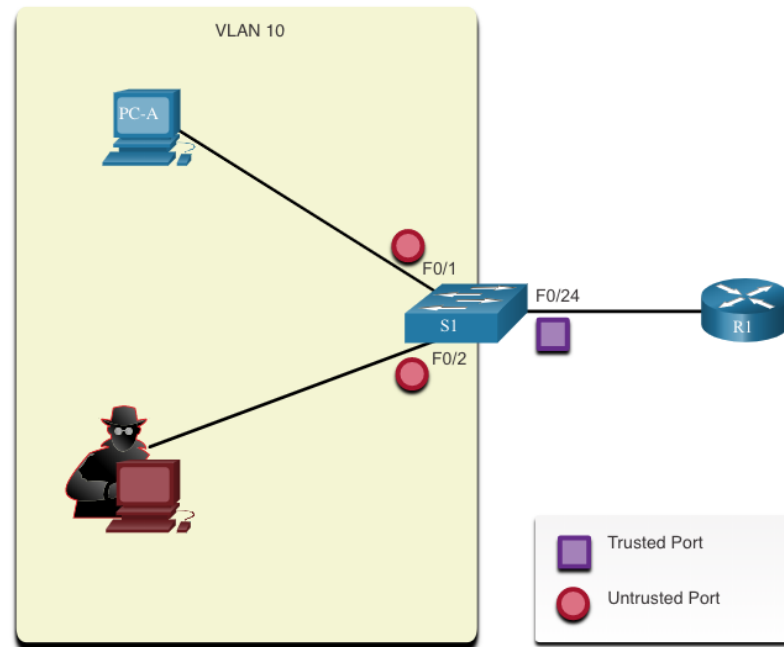 VLAN 10
PC-A
F0/1
F0/24
S1
R1
F0/2
Trusted Port
Untrusted Port